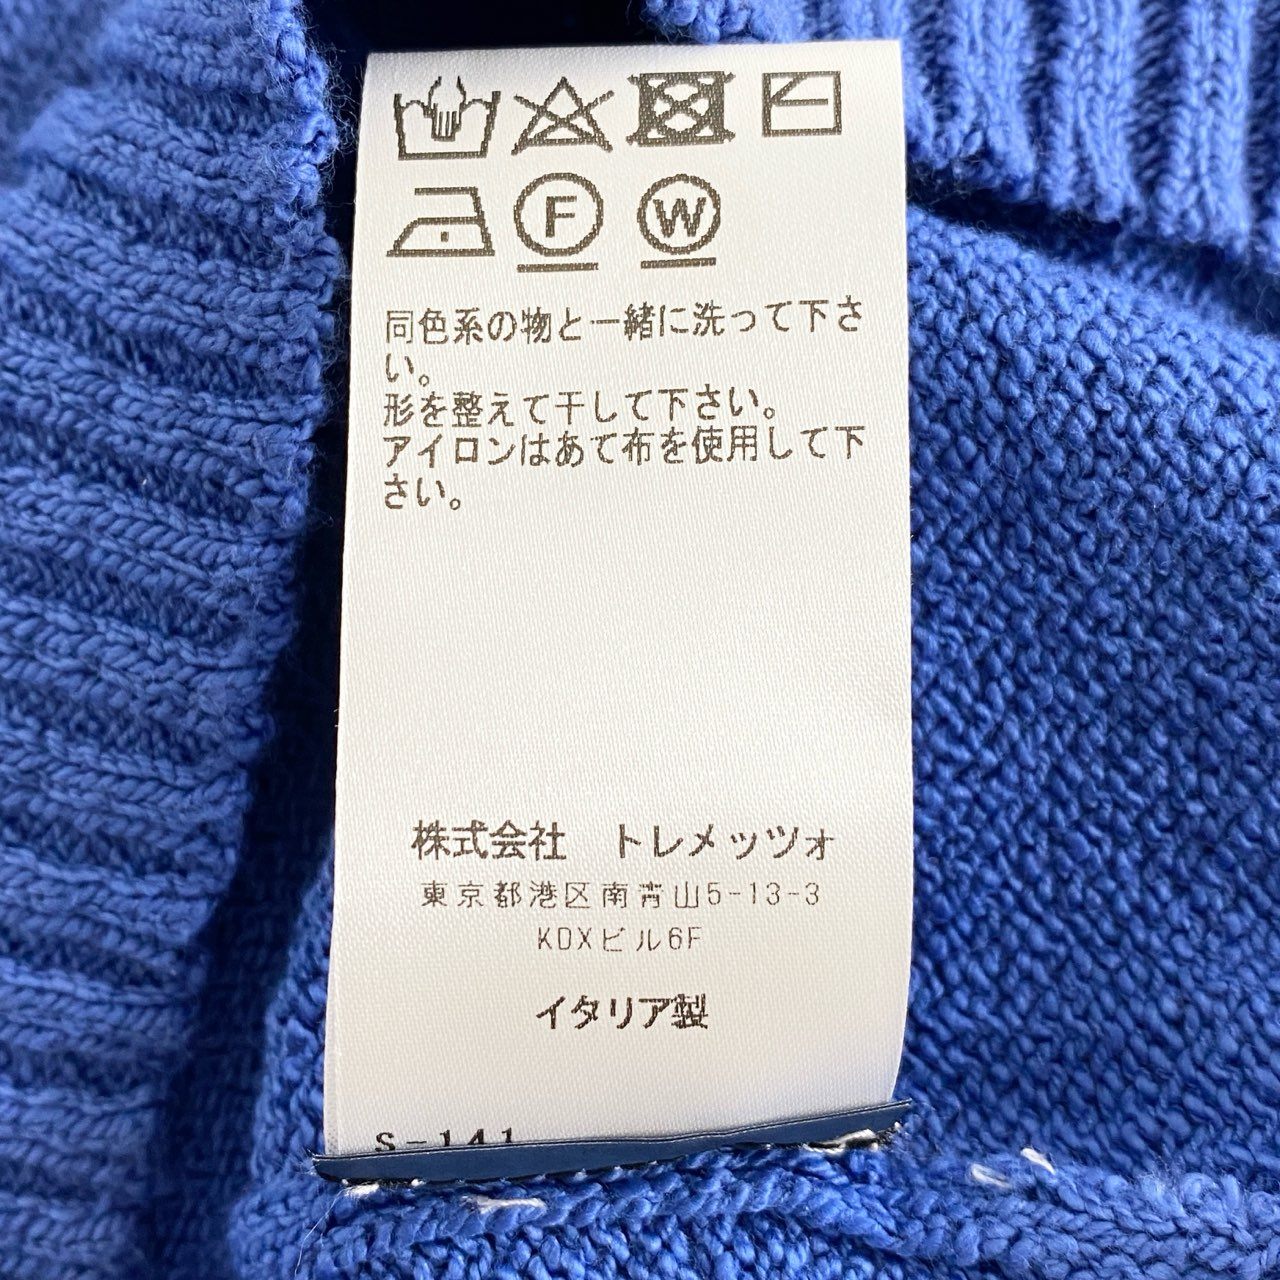 F W
同色系の物と一緒に洗って下さ
い。
形を整えて干して下さい。
アイロンはあて布を使用して下
さい。
株式会社 トレメッツォ
東京都港区南青山5-13-3
KDXビル6F
イタリア製
S-141